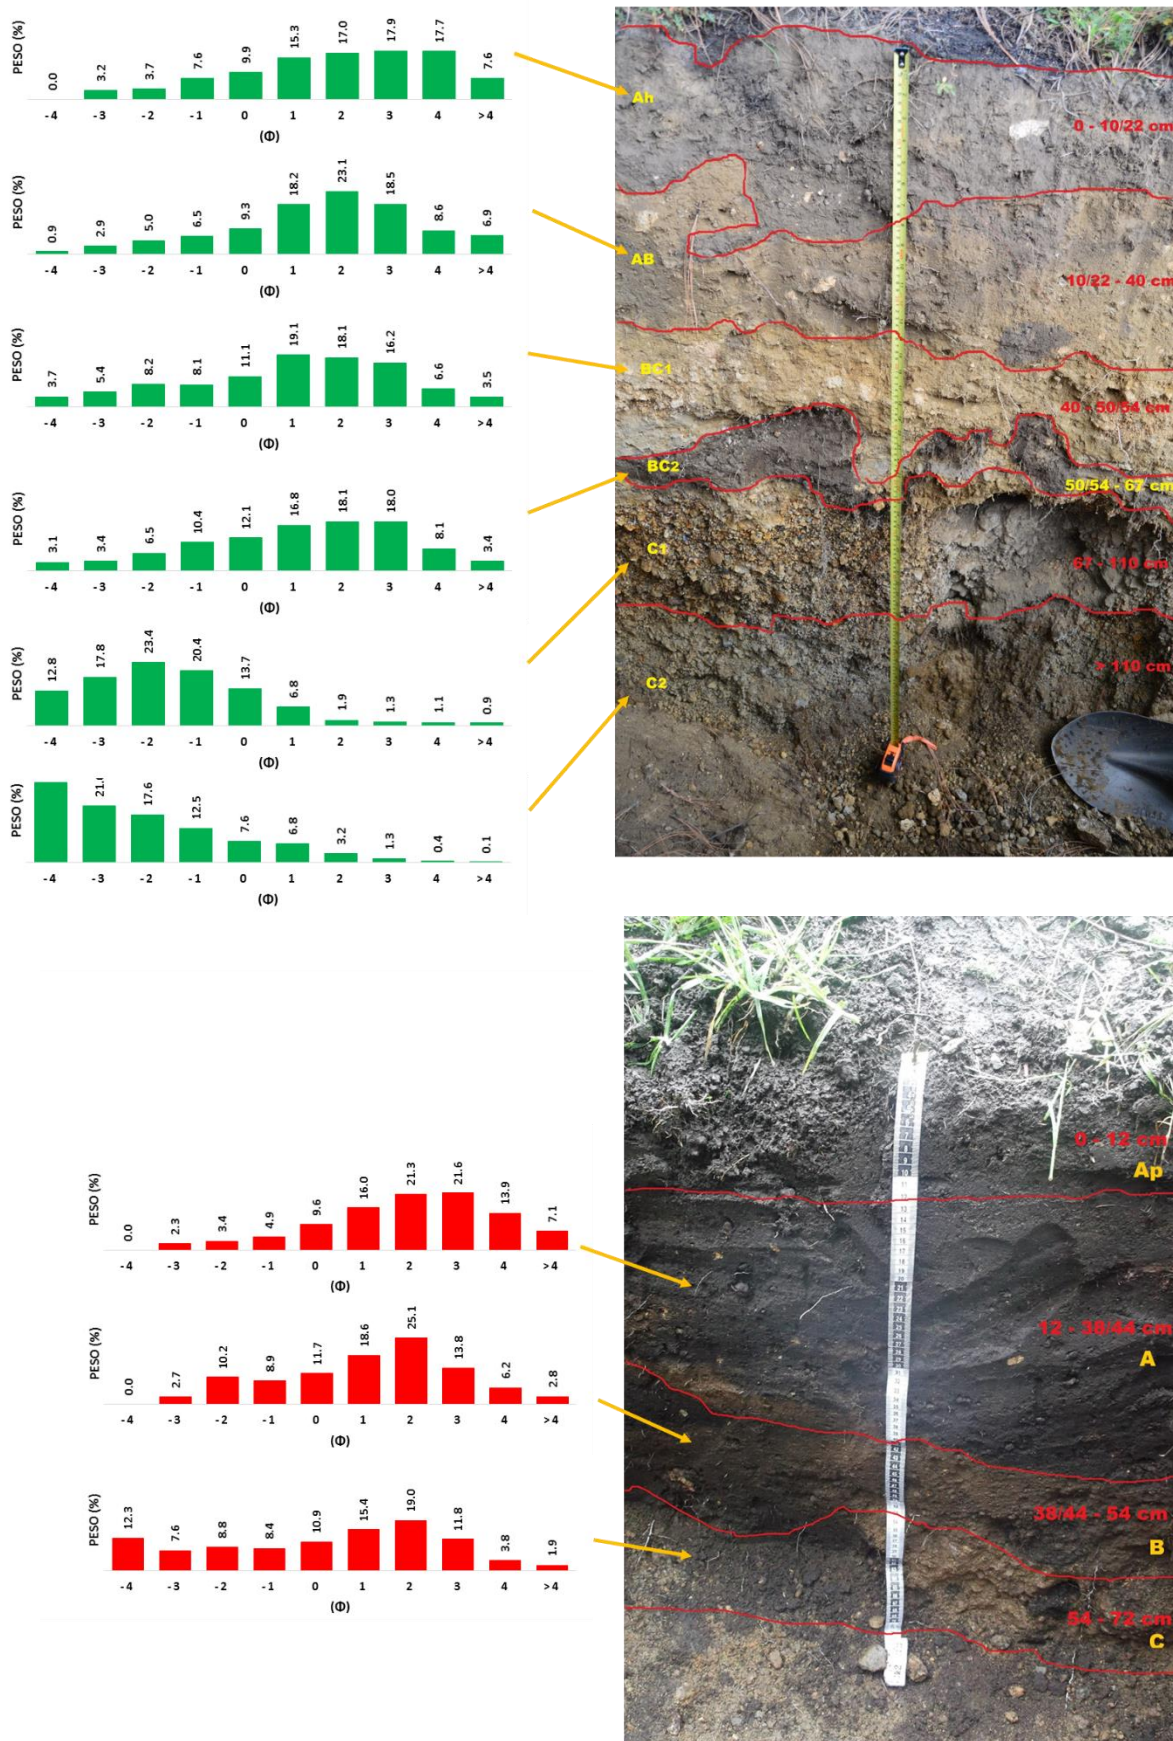 PESO (%)
0.0 3.2 3.7 7.6 9.9 15.3 17.0 17.9 17.7 7.6
-4 -3 -2 -1 0 1 2 3 4 >4
(Φ)
PESO (%)
0.9 2.9 5.0 6.5 9.3 18.2 23.1 18.5 8.6 6.9
-4 -3 -2 -1 0 1 2 3 4 >4
(Φ)
PESO (%)
3.7 5.4 8.2 8.1 11.1 19.1 18.1 16.2 6.6 3.5
-4 -3 -2 -1 0 1 2 3 4 >4
(Φ)
PESO (%)
3.1 3.4 6.5 10.4 12.1 16.8 18.1 18.0 8.1 3.4
-4 -3 -2 -1 0 1 2 3 4 >4
(Φ)
PESO (%)
12.8 17.8 23.4 20.4 13.7 6.8 1.9 1.3 1.1 0.9
-4 -3 -2 -1 0 1 2 3 4 >4
(Φ)
PESO (%)
17.6 12.5 7.6 6.8 3.2 1.3 0.4 0.1
-4 -3 -2 -1 0 1 2 3 4 >4
(Φ)
Ah
0 - 10/22 cm
AB
10/22 - 40 cm
BC1
40 - 50/54 cm
BC2
50/54 - 67 cm
C1
67 - 110 cm
> 110 cm
C2
PESO (%)
0.0 2.3 3.4 4.9 9.6 16.0 21.3 21.6 13.9 7.1
-4 -3 -2 -1 0 1 2 3 4 >4
(Φ)
PESO (%)
0.0 2.7 10.2 8.9 11.7 18.6 25.1 13.8 6.2 2.8
-4 -3 -2 -1 0 1 2 3 4 >4
(Φ)
PESO (%)
12.3 7.6 8.8 8.4 10.9 15.4 19.0 11.8 3.8 1.9
-4 -3 -2 -1 0 1 2 3 4 >4
(Φ)
0 - 12 cm
Ap
12 - 38/44 cm
A
38/44 - 54 cm
B
54 - 72 cm
C